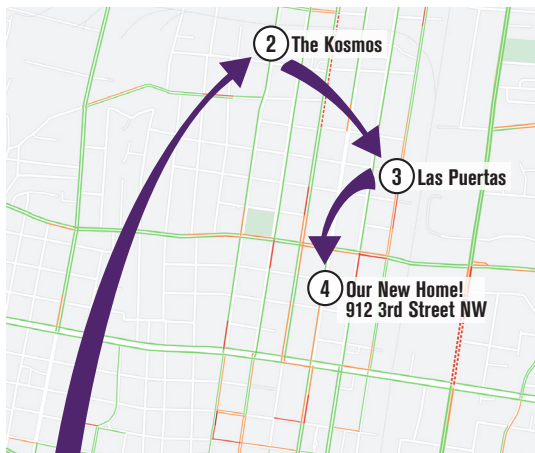 2 The Kosmos
3 Las Puertas
4 Our New Home!
912 3rd Street NW